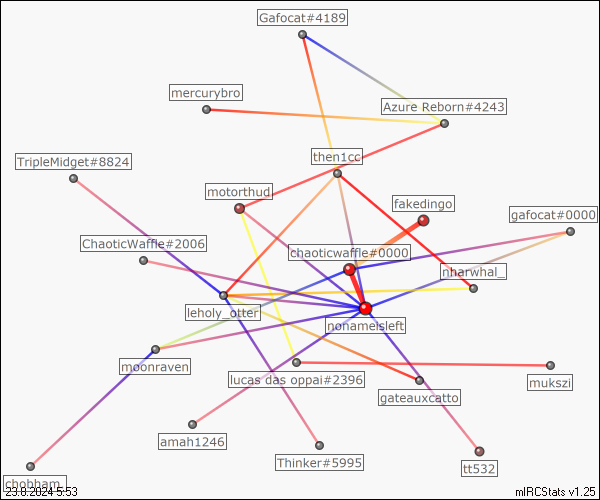 Gafocat#4189
mercurybro
Azure Reborn#4243
then1cc
TripleMidget#8824
motorthud
fakedingo
gafocat#0000
ChaoticWaffle#2006
chaoticwaffle#0000
nharwhal_
leholy_otter
nonameisleft
moonraven
lucas das oppai#2396
mukszi
gateauxcatto
amah1246
Thinker#5995
tt532
chobham_
23.8.2024 5:53
mIRCStats v1.25